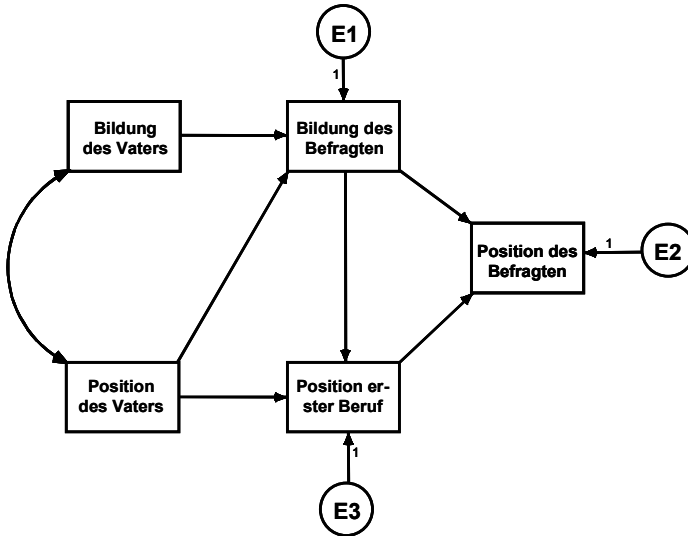 E1
1
Bildung
des Vaters
Bildung des
Befragten
Position des
Befragten
1
E2
Position
des Vaters
Position er-
ster Beruf
1
E3